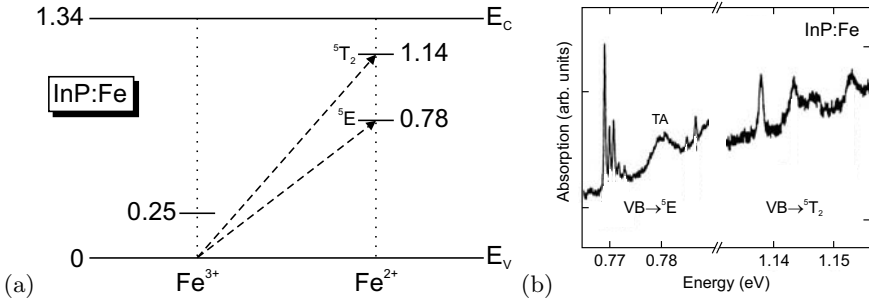 1.34
E_C
⁵T₂
1.14
InP:Fe
⁵E
0.78
0.25
0
E_V
Fe³⁺
Fe²⁺
(a)
InP:Fe
Absorption (arb. units)
TA
VB→⁵E
VB→⁵T₂
0.77 0.78 1.14 1.15
Energy (eV)
(b)